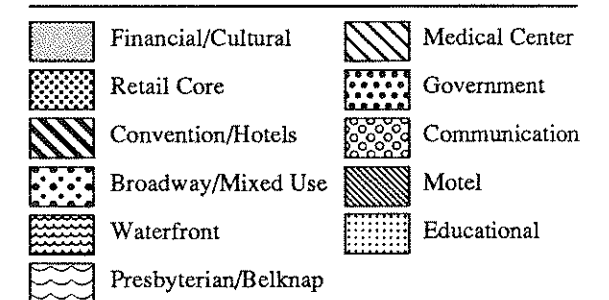 Financial/Cultural
Retail Core
Convention/Hotels
Broadway/Mixed Use
Waterfront
Presbyterian/Belknap
Medical Center
Government
Communication
Motel
Educational